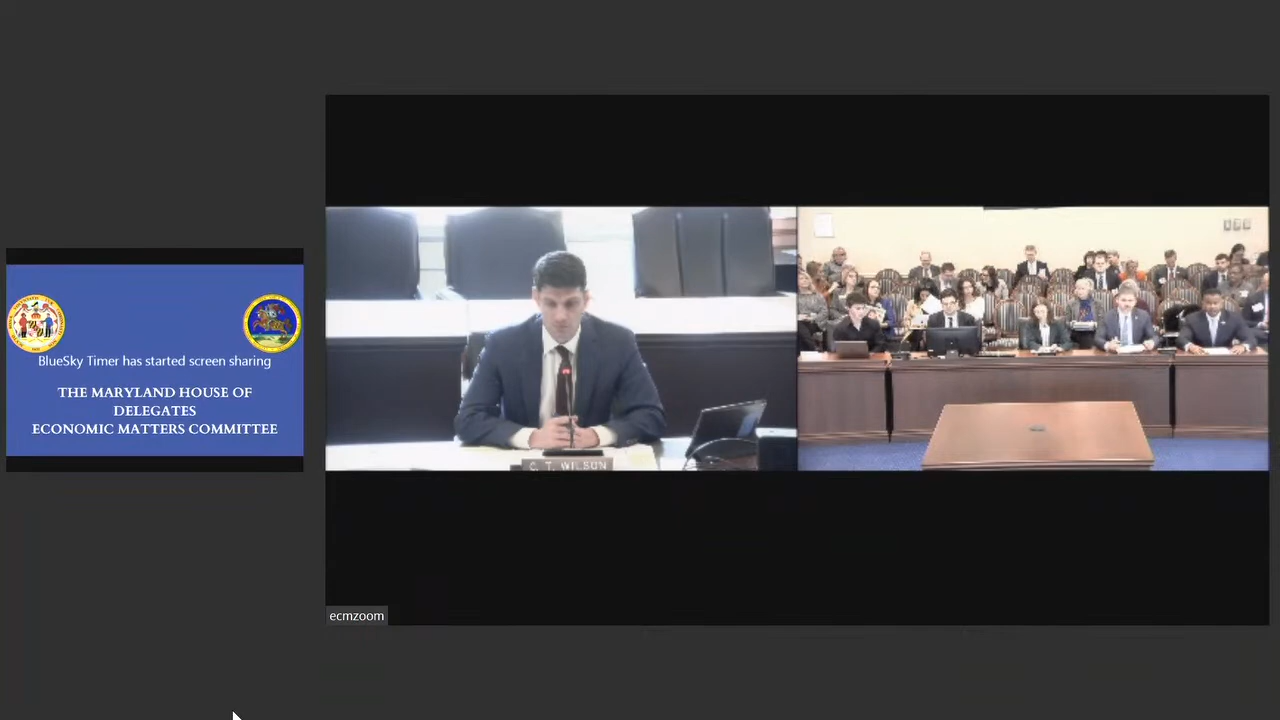 BlueSky Timer has started screen sharing
THE MARYLAND HOUSE OF
DELEGATES
ECONOMIC MATTERS COMMITTEE
C. T. WILSON
ecmzoom